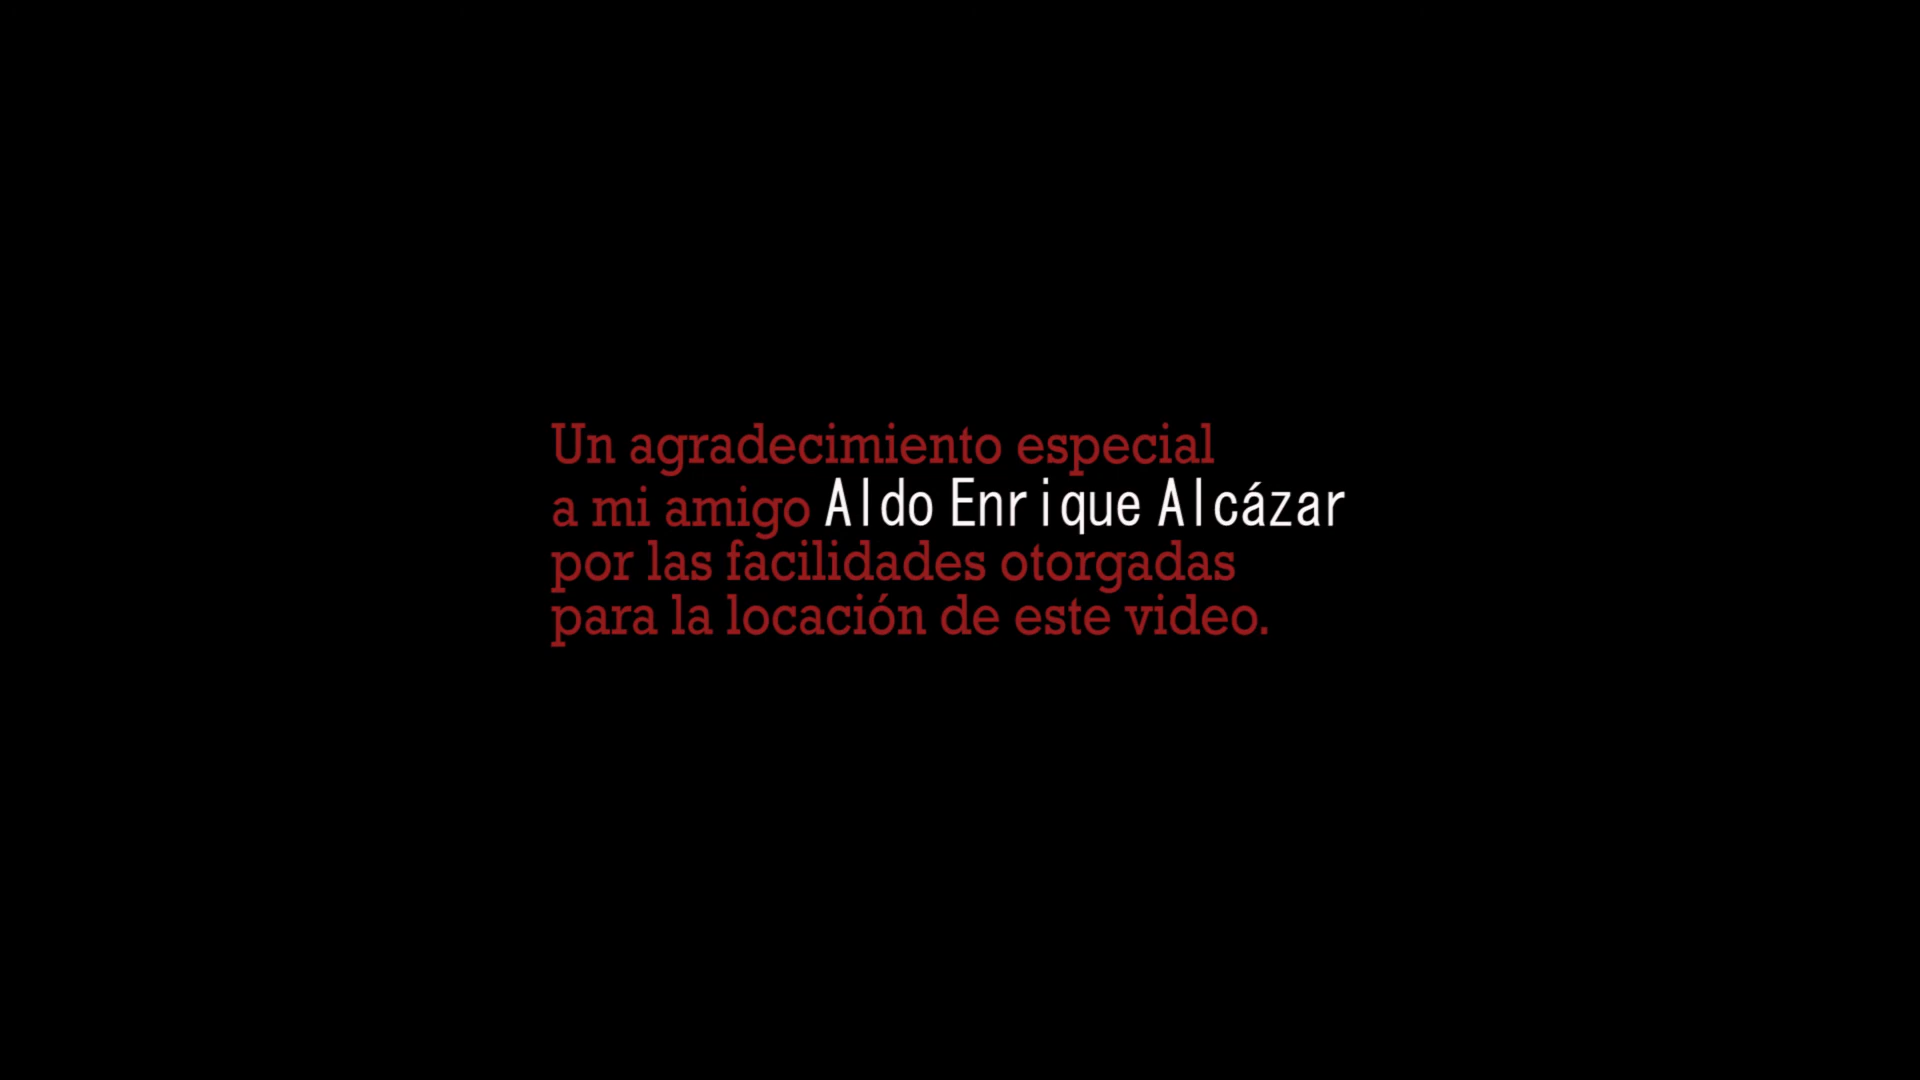 Un agradecimiento especial
a mi amigo Aldo Enrique Alcázar
por las facilidades otorgadas
para la locación de este video.